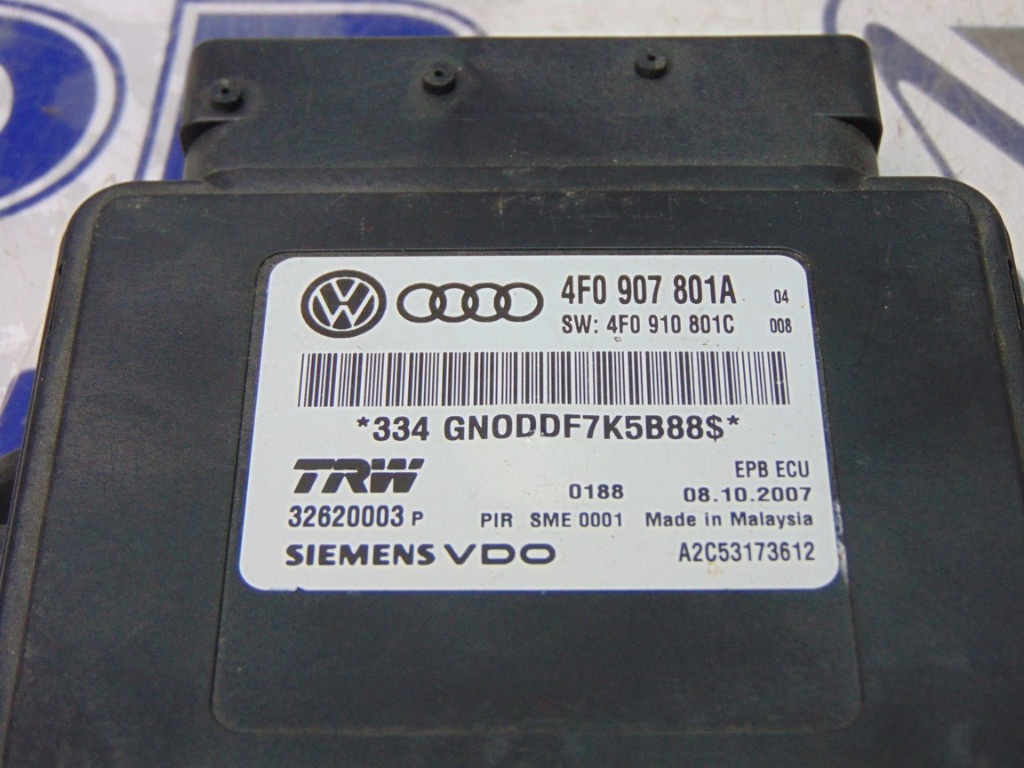 4F0 907 801A 04
SW: 4F0 910 801C 008
*334 GNODDF7K5B88$*
TRW EPB ECU
0188 08.10.2007
32620003 P PIR SME 0001 Made in Malaysia
SIEMENS VDO A2C53173612